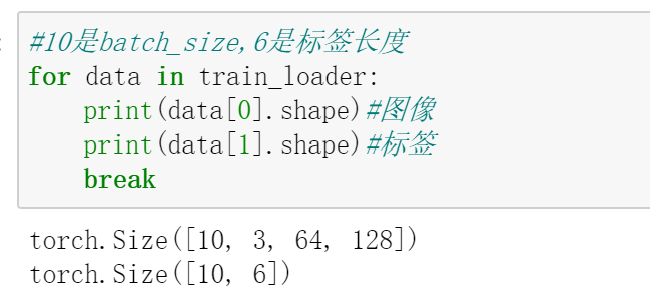 :
#10是batch_size,6是标签长度
for data in train_loader:
    print(data[0].shape)#图像
    print(data[1].shape)#标签
    break
torch.Size([10, 3, 64, 128])
torch.Size([10, 6])